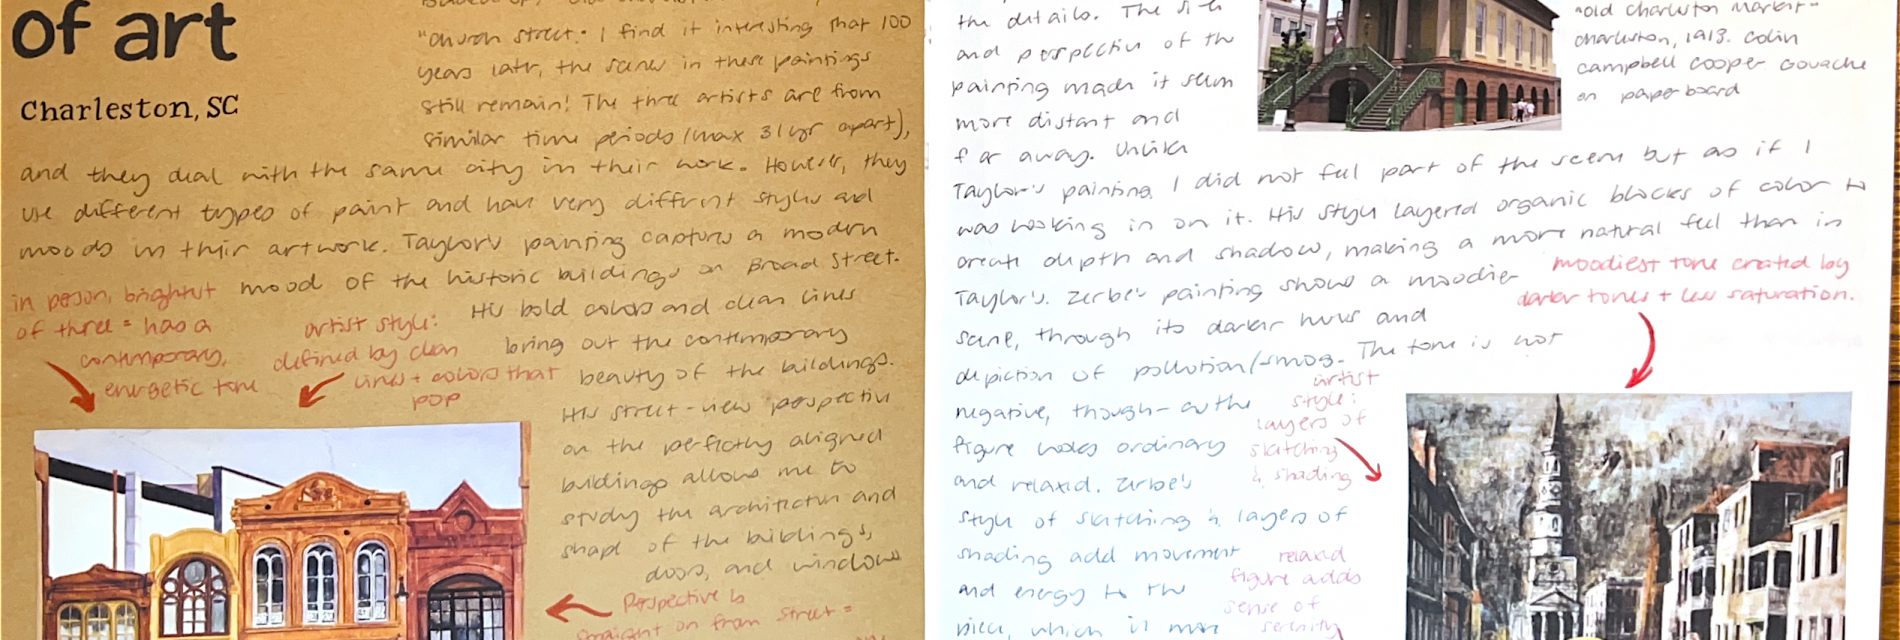 of art
Charleston, SC
"Church street." I find it interesting that 100
years later, the scenes in these paintings
still remain! The three artists are from
similar time periods (max 31yr apart),
and they deal with the same city in their work. However, they
use different types of paint and have very different styles and
moods in their artwork. Taylor's painting captures a modern
mood of the historic buildings on Broad Street.
His bold colors and clean lines
bring out the contemporary
beauty of the buildings.
His street-view perspective
on the perfectly aligned
buildings allows me to
study the architecture and
shape of the buildings,
doors, and windows
in person, brightest
of three = has a
contemporary,
energetic tone
artist style:
defined by clean
lines + colors that
pop
Perspective is
straight on from street =
the details. The
and perspective of the
painting made it seem
more distant and
far away. Unlike
Taylor's painting I did not feel part of the scene but as if I
was looking in on it. His style layered organic blocks of color to
create depth and shadow, making a more natural feel than in
Taylor's. Zerbe's painting shows a moodier
scene, through its darker hues and
depiction of pollution/smog. The tone is not
negative, though- as the
figure looks ordinary
and relaxed. Zerbe's
style of sketching & layers of
shading add movement
and energy to the
piece, which is more
"Old Charleston Market"
Charleston, 1913. Colin
Campbell Cooper Gouache
on paperboard
moodiest tone created by
darker tones + less saturation.
artist
style:
layers of
sketching
& shading
relaxed
figure adds
sense of
serenity